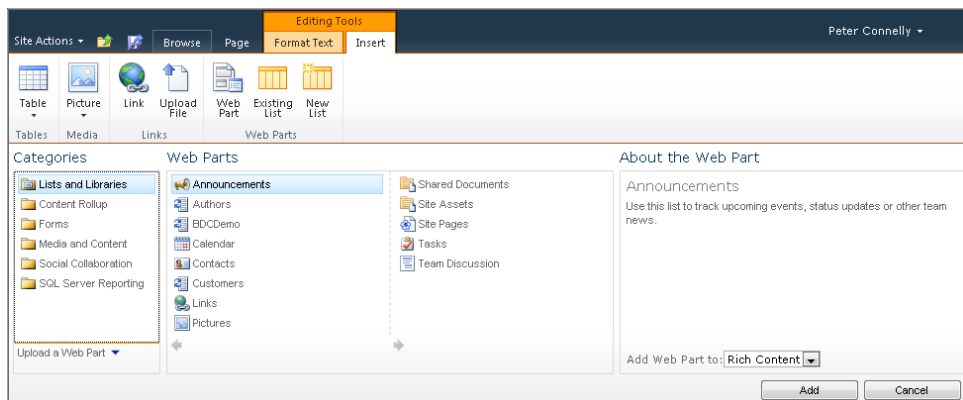 Editing Tools
Site Actions Browse Page Format Text Insert Peter Connelly
Table Picture Link Upload File Web Part Existing List New List
Tables Media Links Web Parts
Categories Web Parts About the Web Part
Lists and Libraries
Content Rollup
Forms
Media and Content
Social Collaboration
SQL Server Reporting
Upload a Web Part
Announcements
Authors
BDCDemo
Calendar
Contacts
Customers
Links
Pictures
Shared Documents
Site Assets
Site Pages
Tasks
Team Discussion
Announcements
Use this list to track upcoming events, status updates or other team
news.
Add Web Part to: Rich Content
Add Cancel